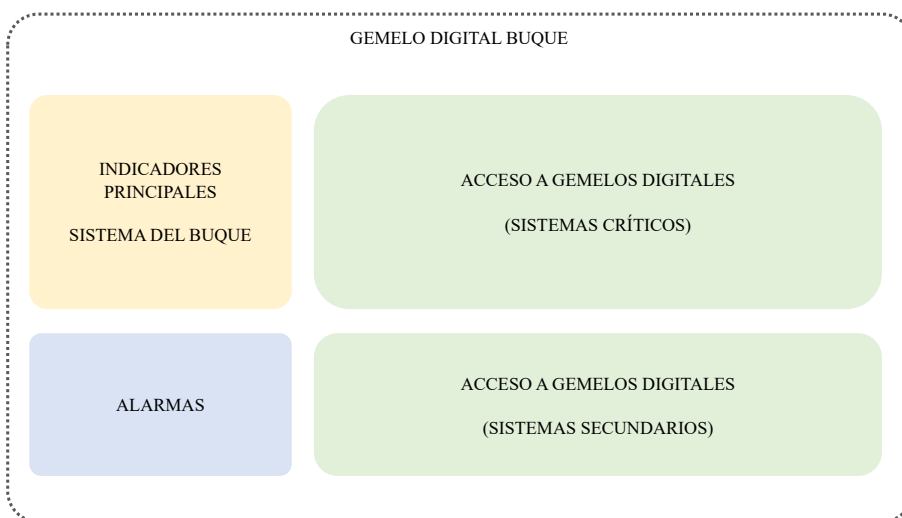 GEMELO DIGITAL BUQUE
INDICADORES
PRINCIPALES
SISTEMA DEL BUQUE
ACCESO A GEMELOS DIGITALES
(SISTEMAS CRÍTICOS)
ALARMAS
ACCESO A GEMELOS DIGITALES
(SISTEMAS SECUNDARIOS)